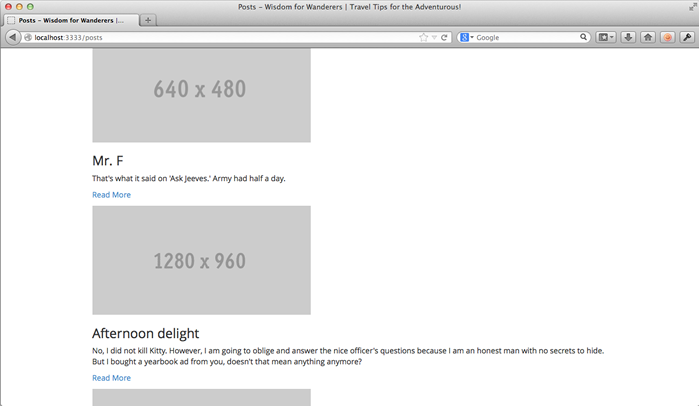 Posts – Wisdom for Wanderers | Travel Tips for the Adventurous!
Posts – Wisdom for Wanderers |...
localhost:3333/posts
Google
640 x 480
Mr. F
That's what it said on 'Ask Jeeves.' Army had half a day.
Read More
1280 x 960
Afternoon delight
No, I did not kill Kitty. However, I am going to oblige and answer the nice officer's questions because I am an honest man with no secrets to hide.
But I bought a yearbook ad from you, doesn't that mean anything anymore?
Read More